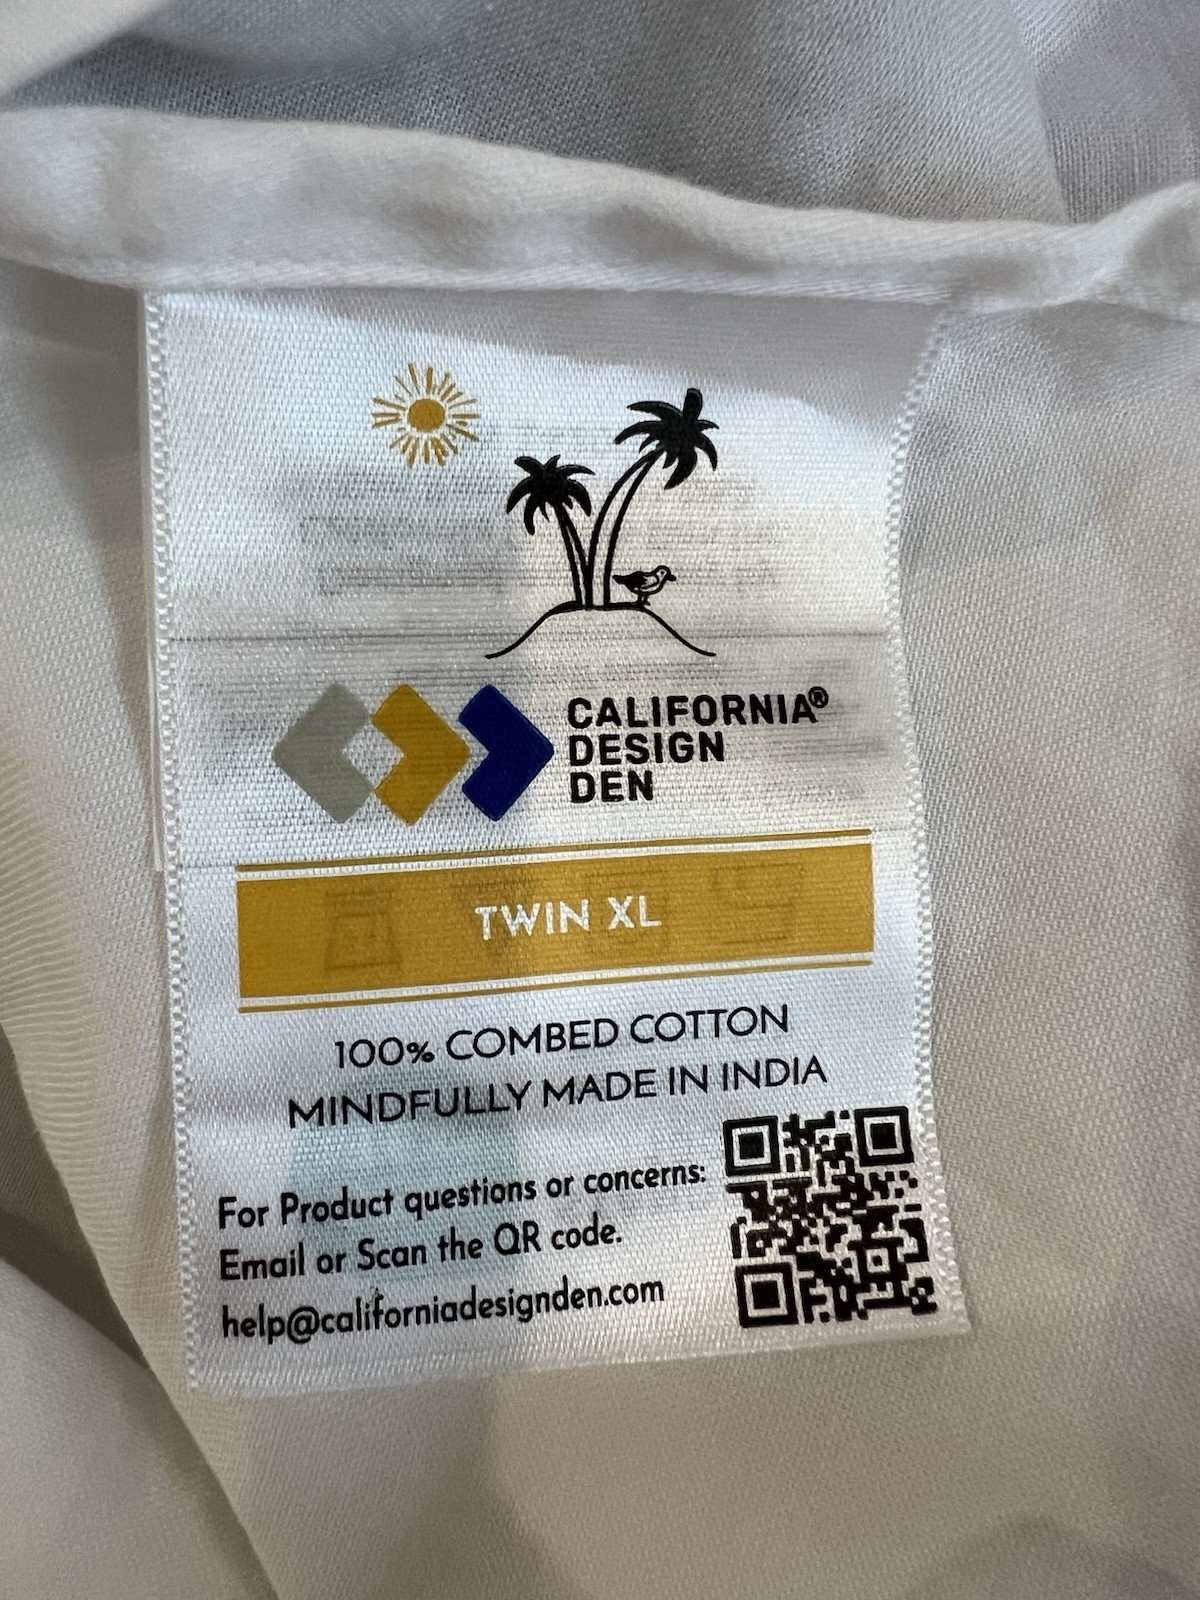 CALIFORNIA®
DESIGN
DEN
TWIN XL
100% COMBED COTTON
MINDFULLY MADE IN INDIA
For Product questions or concerns:
Email or Scan the QR code.
help@californiadesignden.com